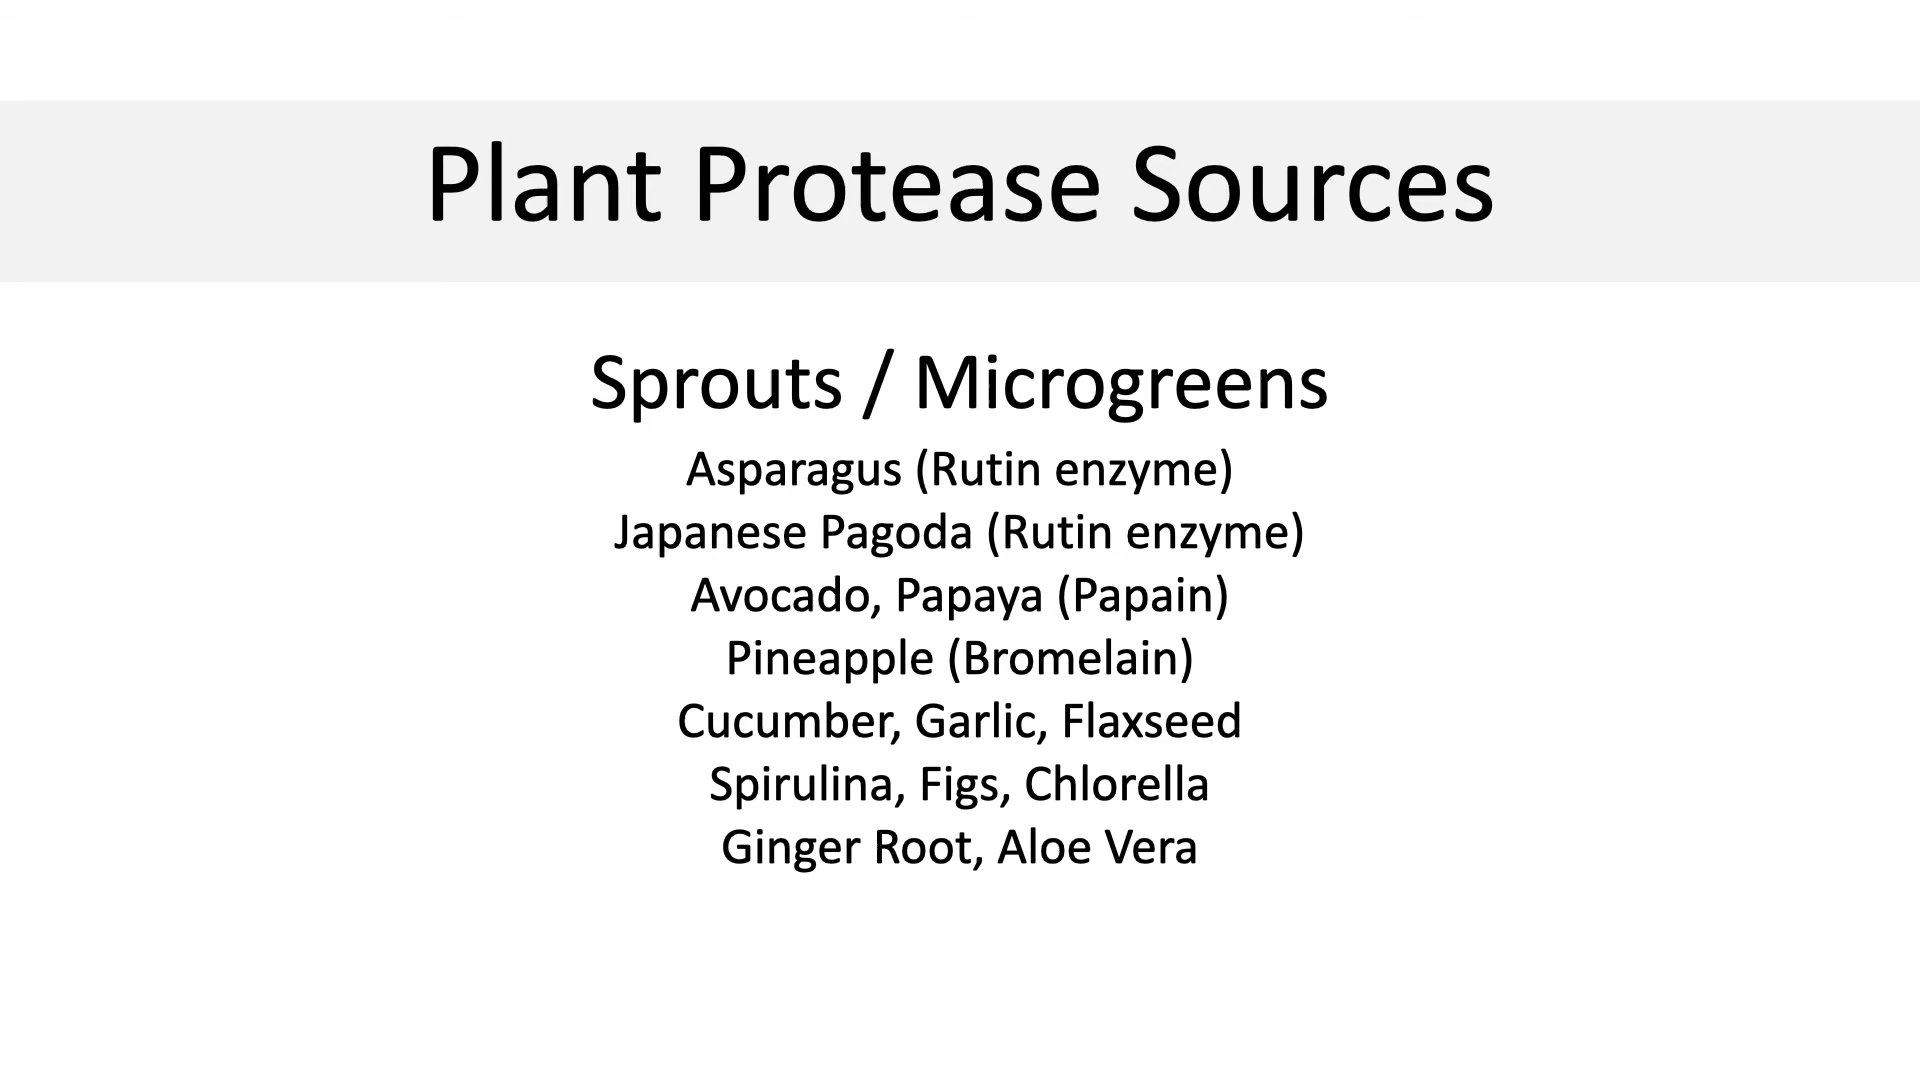 Plant Protease Sources
Sprouts / Microgreens
Asparagus (Rutin enzyme)
Japanese Pagoda (Rutin enzyme)
Avocado, Papaya (Papain)
Pineapple (Bromelain)
Cucumber, Garlic, Flaxseed
Spirulina, Figs, Chlorella
Ginger Root, Aloe Vera